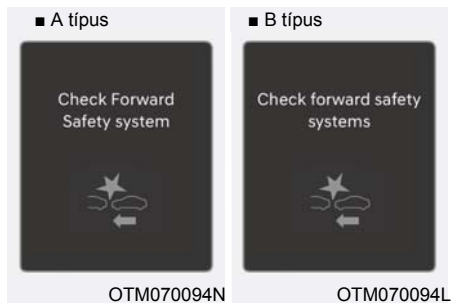 ■ A típus
Check Forward
Safety system
OTM070094N
■ B típus
Check forward safety
systems
OTM070094L